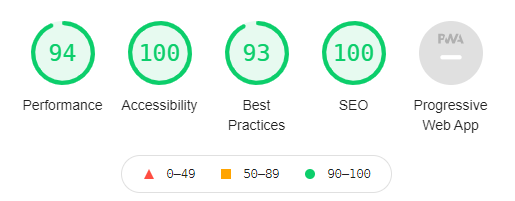 94 100 93 100 PWA
Performance Accessibility Best Practices SEO Progressive Web App
0–49 50–89 90–100